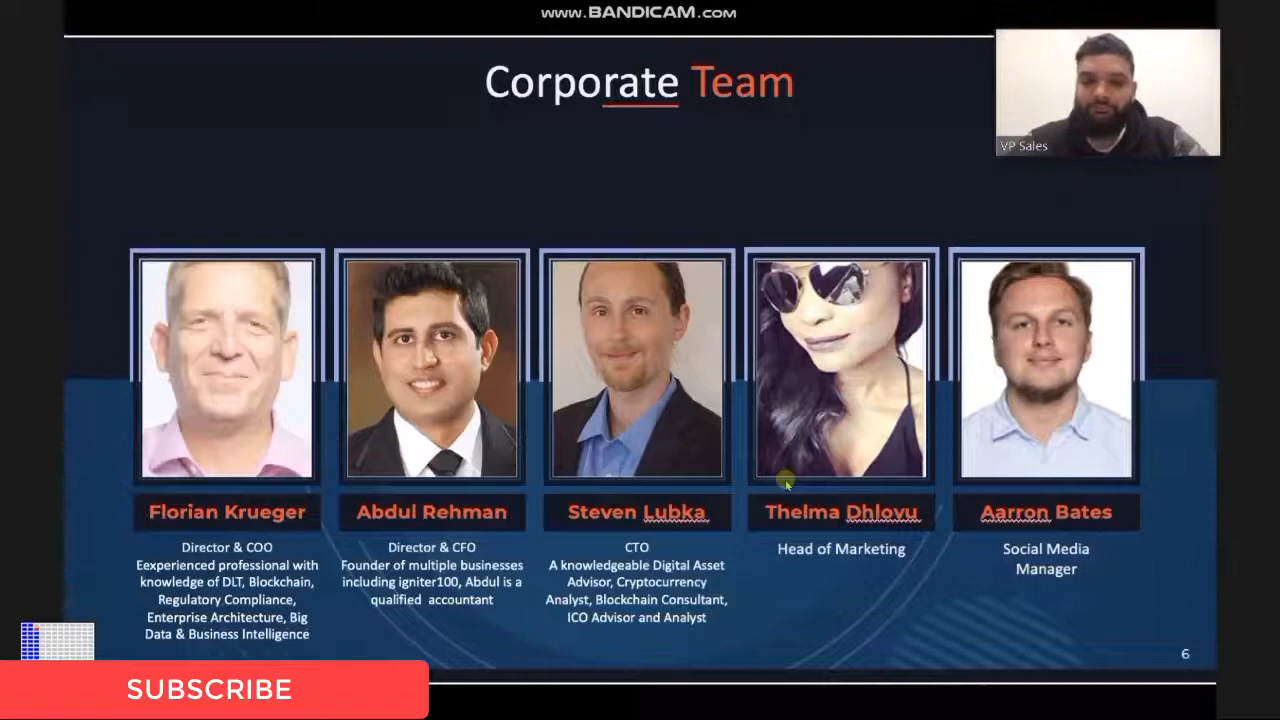 WWW.BANDICAM.COM
Corporate Team
VP Sales
Florian Krueger
Director & COO
Eexperienced professional with
knowledge of DLT, Blockchain,
Regulatory Compliance,
Enterprise Architecture, Big
Data & Business Intelligence
Abdul Rehman
Director & CFO
Founder of multiple businesses
including igniter100, Abdul is a
qualified accountant
Steven Lubka
CTO
A knowledgeable Digital Asset
Advisor, Cryptocurrency
Analyst, Blockchain Consultant,
ICO Advisor and Analyst
Thelma Dhlovu
Head of Marketing
Aarron Bates
Social Media
Manager
6
SUBSCRIBE